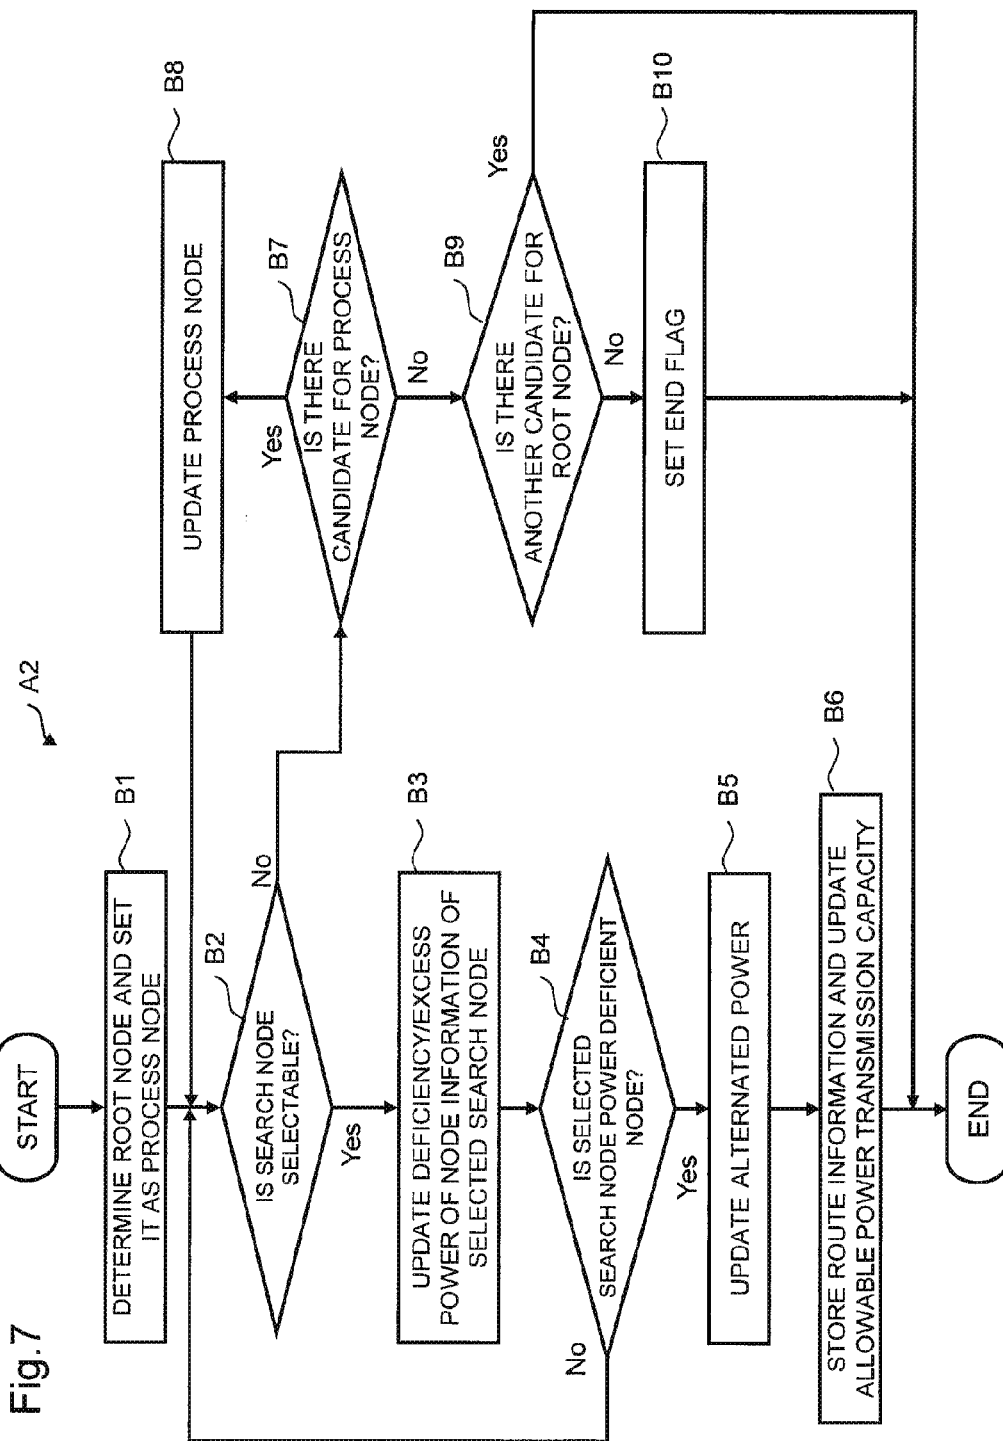 Fig.7
A2
START
DETERMINE ROOT NODE AND SET
IT AS PROCESS NODE
B1
IS SEARCH NODE
SELECTABLE?
B2
No
Yes
UPDATE DEFICIENCY/EXCESS
POWER OF NODE INFORMATION OF
SELECTED SEARCH NODE
B3
IS SELECTED
SEARCH NODE POWER DEFICIENT
NODE?
B4
No
Yes
UPDATE ALTERNATED POWER
B5
STORE ROUTE INFORMATION AND UPDATE
ALLOWABLE POWER TRANSMISSION CAPACITY
B6
END
UPDATE PROCESS NODE
B8
Yes
IS THERE
CANDIDATE FOR PROCESS
NODE?
B7
No
IS THERE
ANOTHER CANDIDATE FOR
ROOT NODE?
B9
Yes
No
SET END FLAG
B10